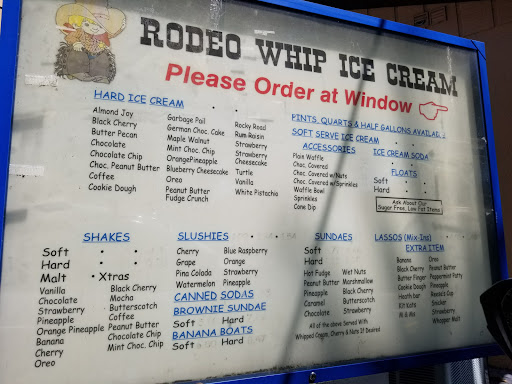 RODEO WHIP ICE CREAM
Please Order at Window
HARD ICE CREAM
Almond Joy
Black Cherry
Butter Pecan
Chocolate
Chocolate Chip
Choc. Peanut Butter
Coffee
Cookie Dough
Garbage Pail
German Choc. Cake
Maple Walnut
Mint Choc. Chip
OrangePineapple
Blueberry Cheesecake
Oreo
Peanut Butter
Fudge Crunch
Rocky Road
Rum Raisin
Strawberry
Strawberry
Cheesecake
Turtle
Vanilla
White Pistachio
PINTS, QUARTS & HALF GALLONS AVAILABLE
SOFT SERVE ICE CREAM
ACCESSORIES
Plain Waffle
Choc. Covered
Choc. Covered w/Nuts
Choc. Covered w/Sprinkles
Waffle Bowl
Sprinkles
Cone Dip
ICE CREAM SODA
FLOATS
Soft
Hard
Ask About Our
Sugar Free, Low Fat Items
SHAKES
Soft
Hard
Malt • Xtras
Vanilla
Chocolate
Strawberry
Pineapple
Orange Pineapple
Banana
Cherry
Oreo
Black Cherry
Mocha
Butterscotch
Coffee
Peanut Butter
Chocolate Chip
Mint Choc. Chip
SLUSHIES
Cherry
Grape
Pina Colada
Watermelon
Blue Raspberry
Orange
Strawberry
Pineapple
CANNED SODAS
BROWNIE SUNDAE
Soft Hard
BANANA BOATS
Soft Hard
SUNDAES
Soft
Hard
Hot Fudge
Peanut Butter
Pineapple
Caramel
Chocolate
Wet Nuts
Marshmallow
Black Cherry
Butterscotch
Strawberry
All of the above Served With
Whipped Cream, Cherry & Nuts If Desired
LASSOS (Mix-Ins)
EXTRA ITEM
Banana
Black Cherry
Butter Finger
Cookie Dough
Heath bar
Kit Kats
M & Ms
Oreo
Peanut Butter
Peppermint Patty
Pineapple
Reese's Cups
Snicker
Strawberry
Whopper Malt